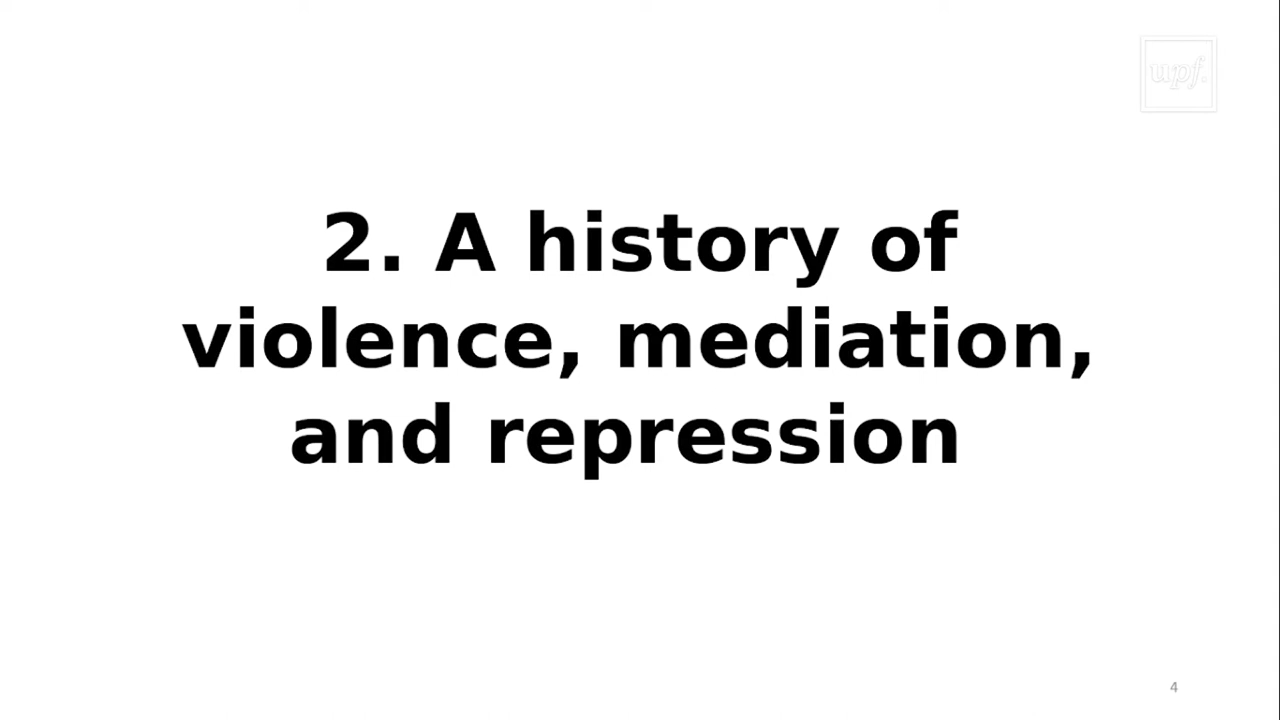 upf.
2. A history of
violence, mediation,
and repression
4